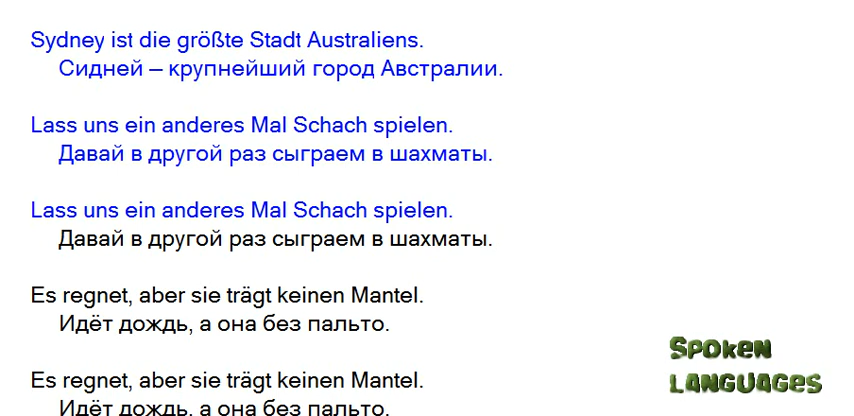 Sydney ist die größte Stadt Australiens.
Сидней – крупнейший город Австралии.
Lass uns ein anderes Mal Schach spielen.
Давай в другой раз сыграем в шахматы.
Lass uns ein anderes Mal Schach spielen.
Давай в другой раз сыграем в шахматы.
Es regnet, aber sie trägt keinen Mantel.
Идёт дождь, а она без пальто.
Es regnet, aber sie trägt keinen Mantel.
Идёт дождь, а она без пальто.
Spoken
Languages